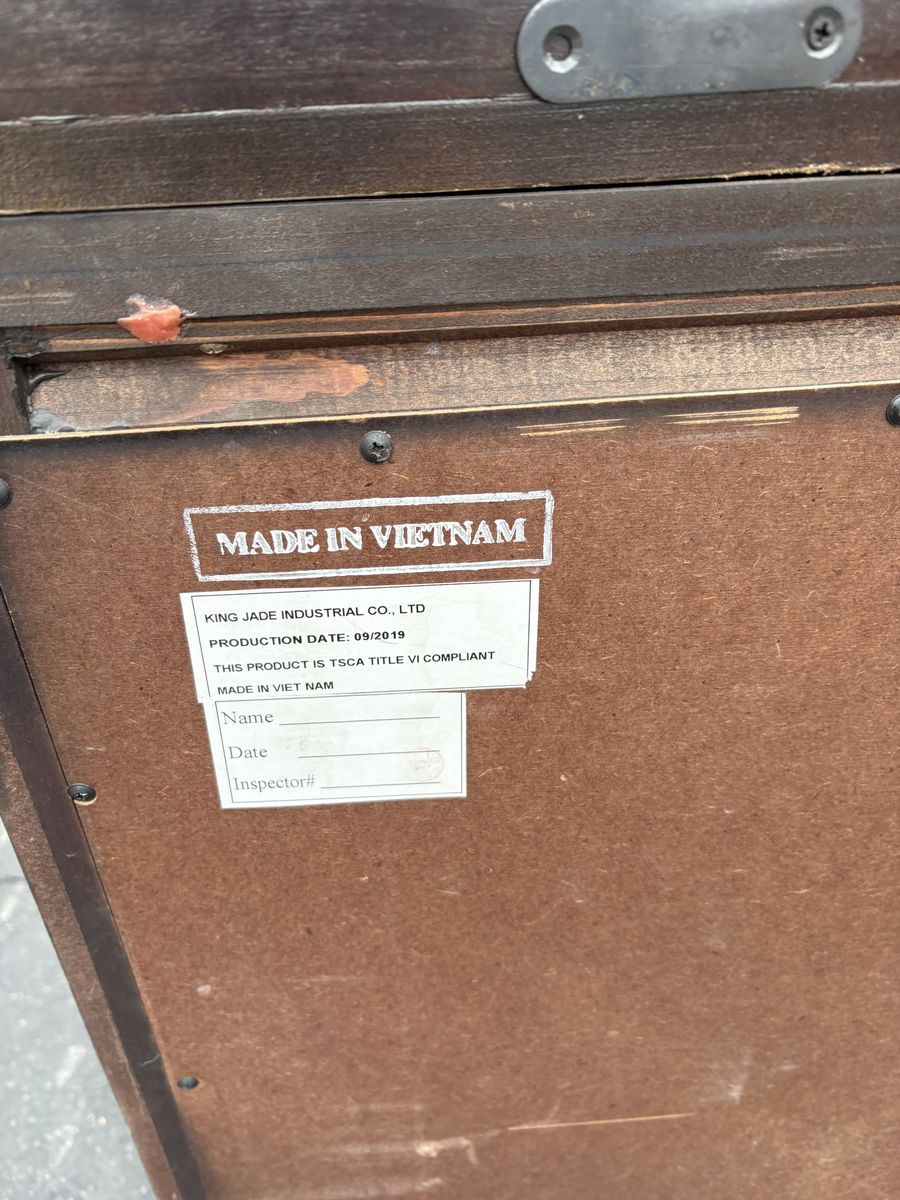 MADE IN VIETNAM
KING JADE INDUSTRIAL CO., LTD
PRODUCTION DATE: 09/2019
THIS PRODUCT IS TSCA TITLE VI COMPLIANT
MADE IN VIET NAM
Name
Date
Inspector#